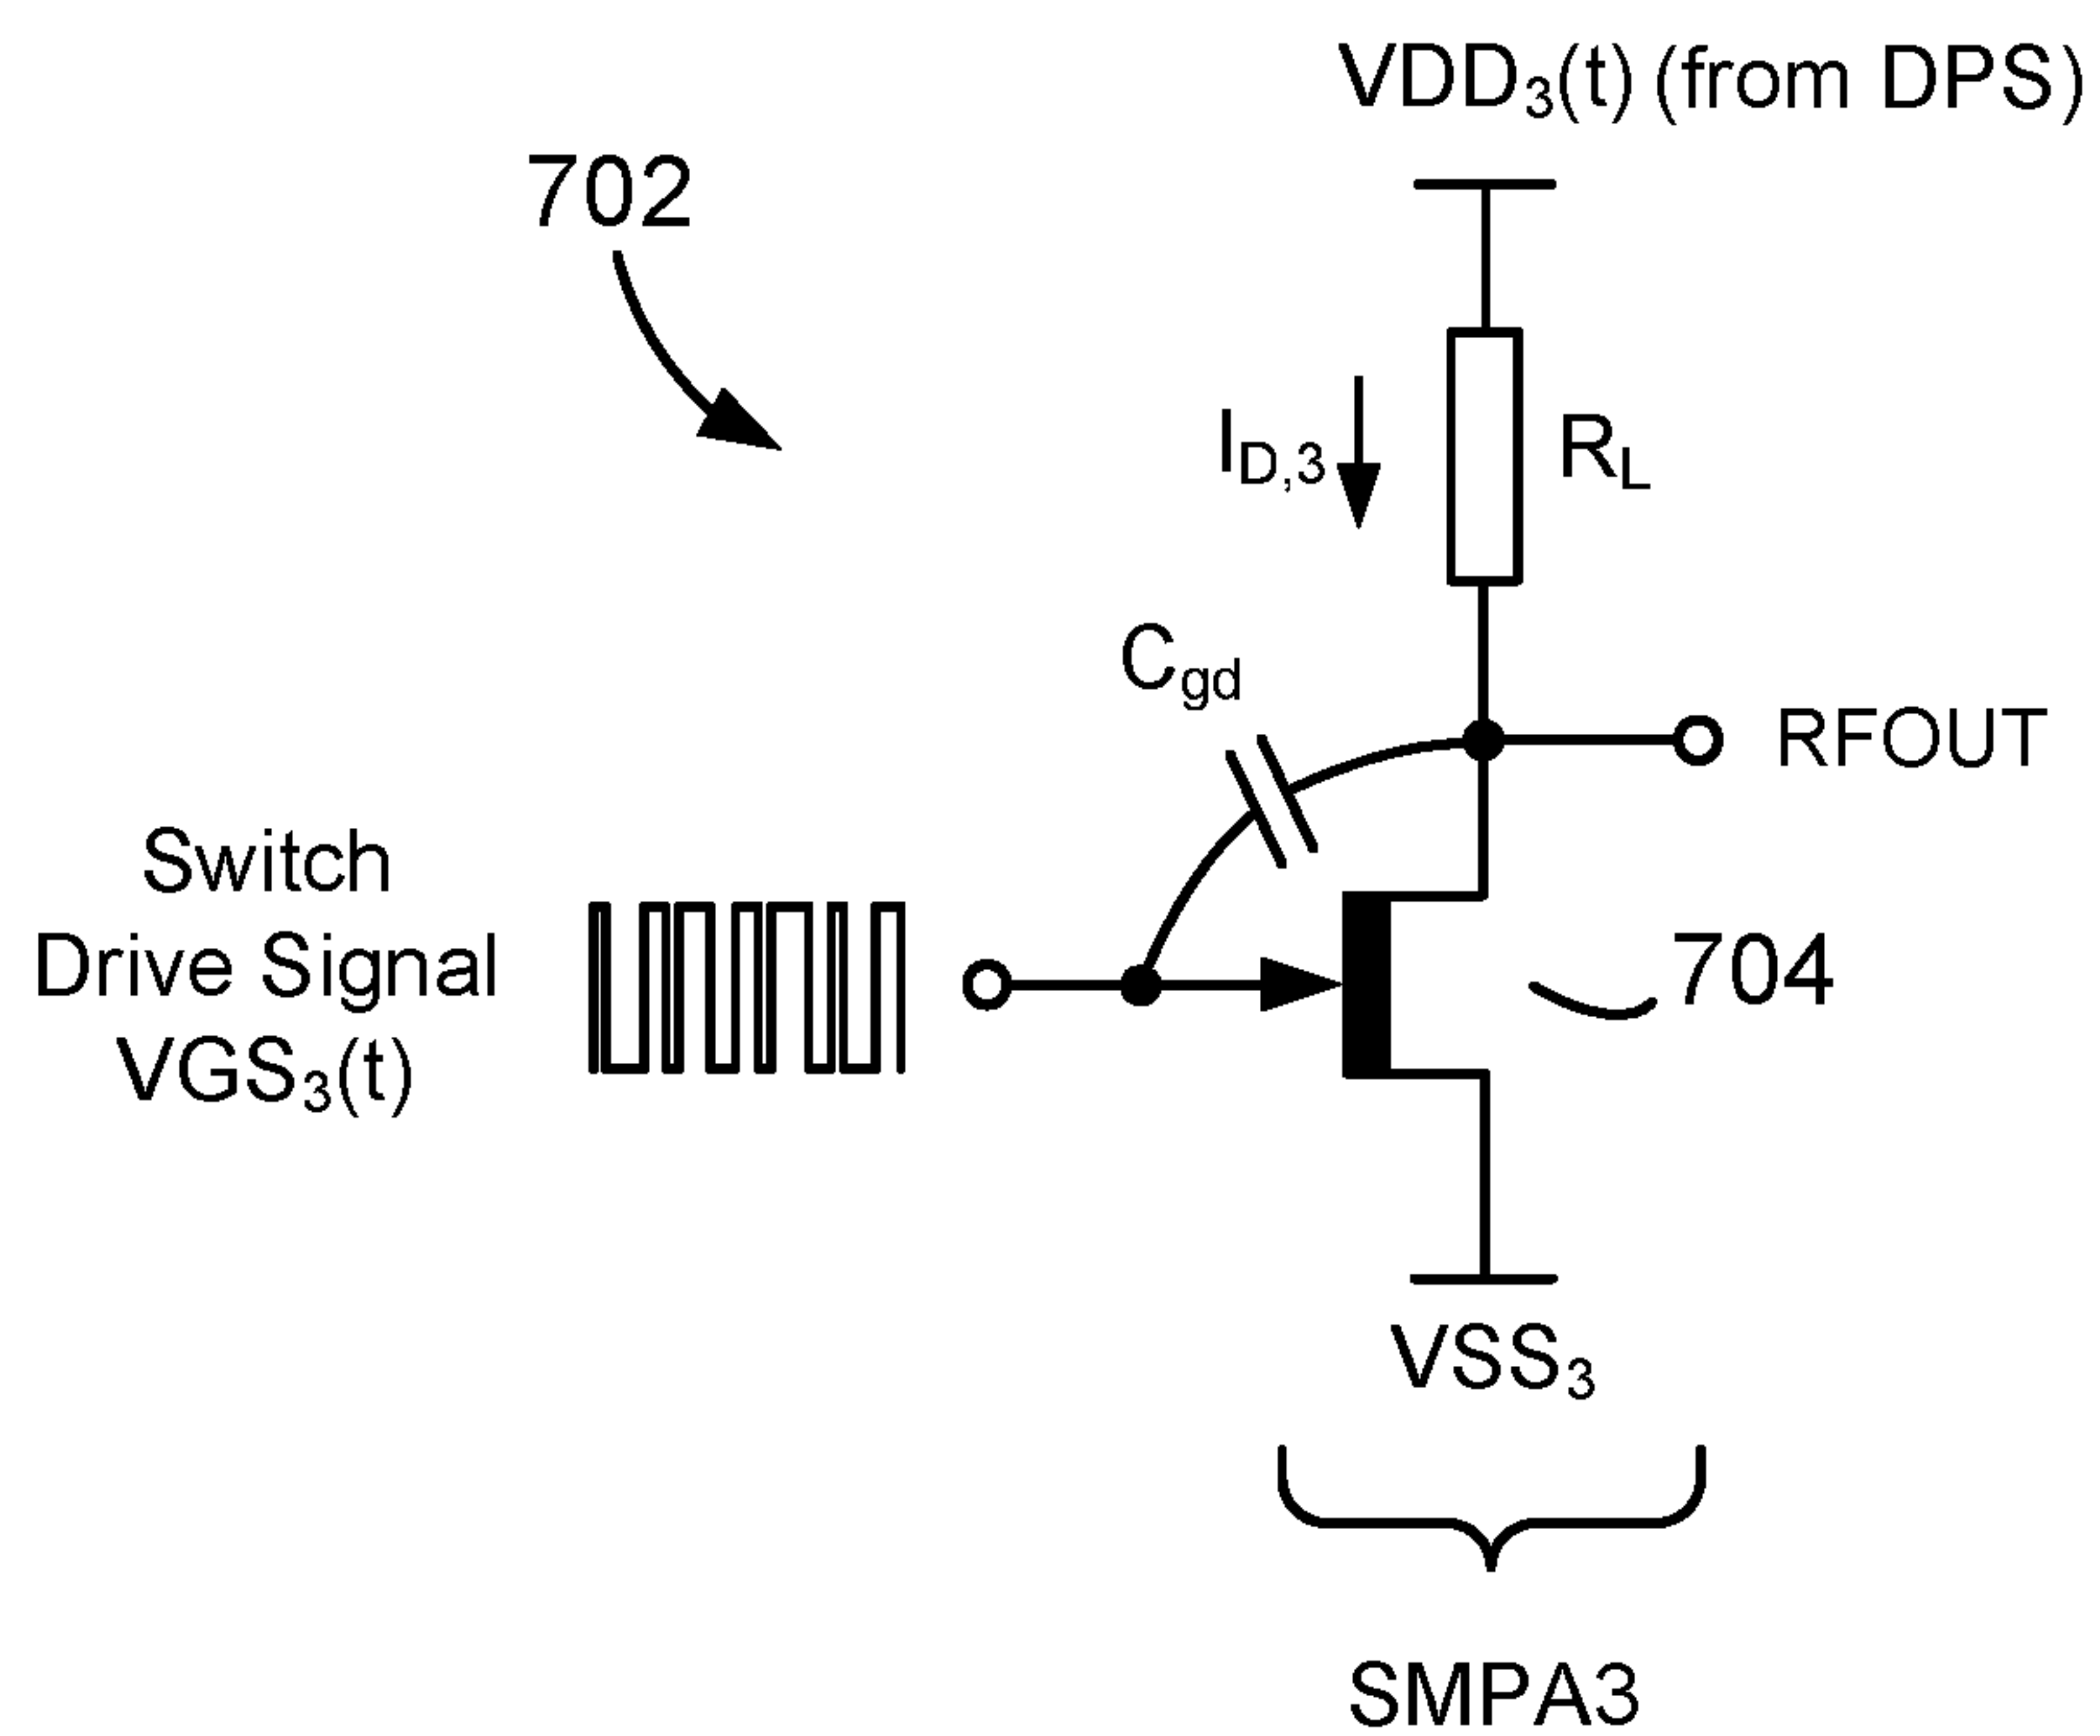 VDD3(t) (from DPS)
702
ID,3
RL
Cgd
RFOUT
Switch
Drive Signal
VGS3(t)
704
VSS3
SMPA3